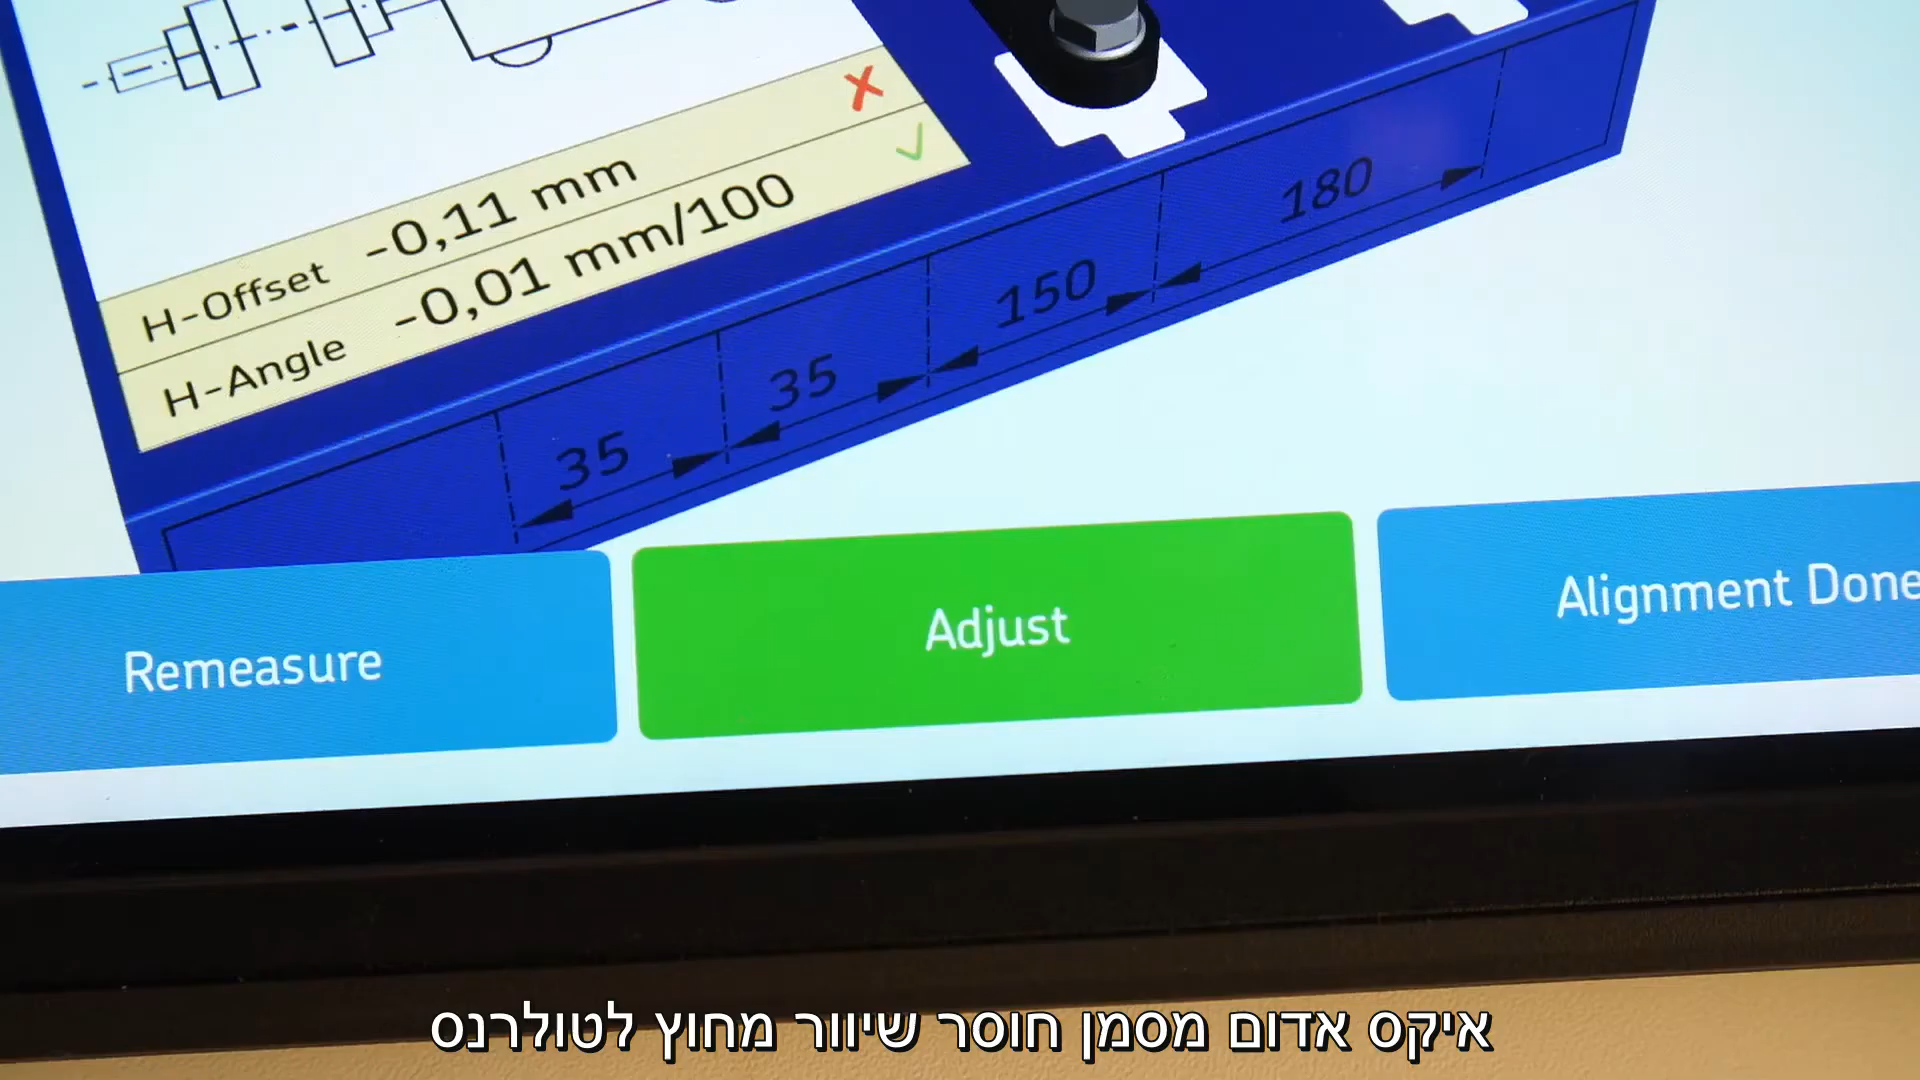 H-Offset -0,11 mm
H-Angle -0,01 mm/100
35
35
150
180
Remeasure
Adjust
Alignment Done
איקס אדום מסמן חוסר שיוור מחוץ לטולרנס